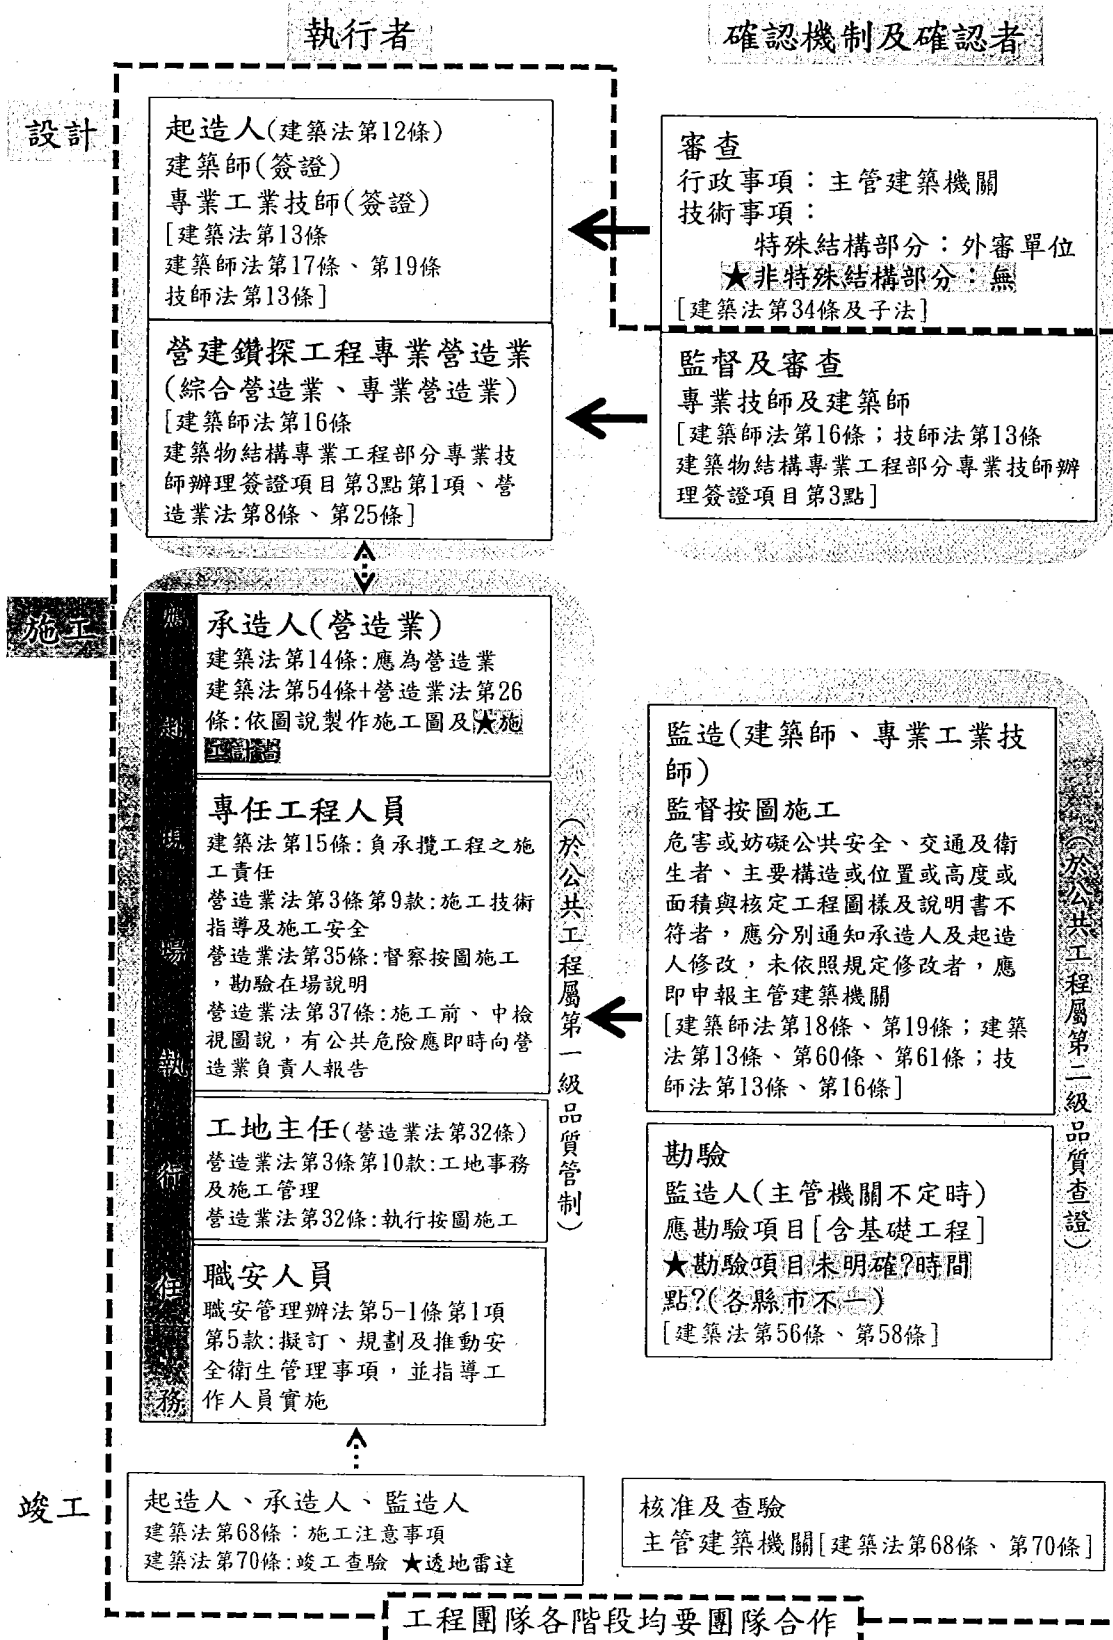 執行者
確認機制及確認者
設計
起造人(建築法第12條)
建築師(簽證)
專業工業技師(簽證)
[建築法第13條
建築師法第17條、第19條
技師法第13條]
審查
行政事項：主管建築機關
技術事項：
特殊結構部分：外審單位
★非特殊結構部分：無
[建築法第34條及子法]
營建鑽探工程專業營造業
(綜合營造業、專業營造業)
[建築師法第16條
建築物結構專業工程部分專業技
師辦理簽證項目第3點第1項、營
造業法第8條、第25條]
監督及審查
專業技師及建築師
[建築師法第16條；技師法第13條
建築物結構專業工程部分專業技師辦
理簽證項目第3點]
施工
現場執行任務
承造人(營造業)
建築法第14條:應為營造業
建築法第54條+營造業法第26
條:依圖說製作施工圖及★施
工計畫書
專任工程人員
建築法第15條:負承攬工程之施
工責任
營造業法第3條第9款:施工技術
指導及施工安全
營造業法第35條:督察按圖施工
，勘驗在場說明
營造業法第37條:施工前、中檢
視圖說，有公共危險應即時向營
造業負責人報告
工地主任(營造業法第32條)
營造業法第3條第10款:工地事務
及施工管理
營造業法第32條:執行按圖施工
職安人員
職安管理辦法第5-1條第1項
第5款:擬訂、規劃及推動安
全衛生管理事項，並指導工
作人員實施
(於公共工程屬第一級品質管制)
監造(建築師、專業工業技
師)
監督按圖施工
危害或妨礙公共安全、交通及衛
生者、主要構造或位置或高度或
面積與核定工程圖樣及說明書不
符者，應分別通知承造人及起造
人修改，未依照規定修改者，應
即申報主管建築機關
[建築師法第18條、第19條；建築
法第13條、第60條、第61條；技
師法第13條、第16條]
勘驗
監造人(主管機關不定時)
應勘驗項目[含基礎工程]
★勘驗項目未明確?時間
點?(各縣市不一)
[建築法第56條、第58條]
(於公共工程屬第二級品質查證)
竣工
起造人、承造人、監造人
建築法第68條：施工注意事項
建築法第70條:竣工查驗 ★透地雷達
核准及查驗
主管建築機關[建築法第68條、第70條]
工程團隊各階段均要團隊合作